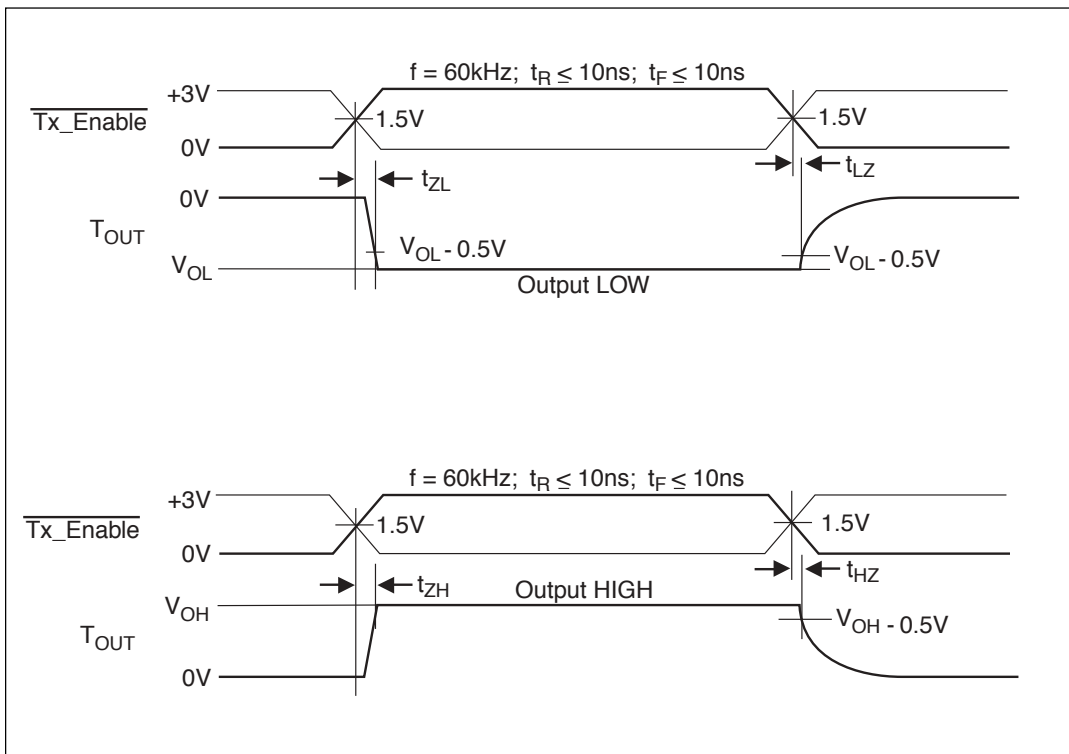 f = 60kHz; tR ≤ 10ns; tF ≤ 10ns
+3V
Tx_Enable
1.5V
1.5V
0V
tZL
tLZ
0V
TOUT
VOL - 0.5V
VOL - 0.5V
VOL
Output LOW
f = 60kHz; tR ≤ 10ns; tF ≤ 10ns
+3V
Tx_Enable
1.5V
1.5V
0V
tZH
Output HIGH
tHZ
VOH
VOH - 0.5V
TOUT
0V